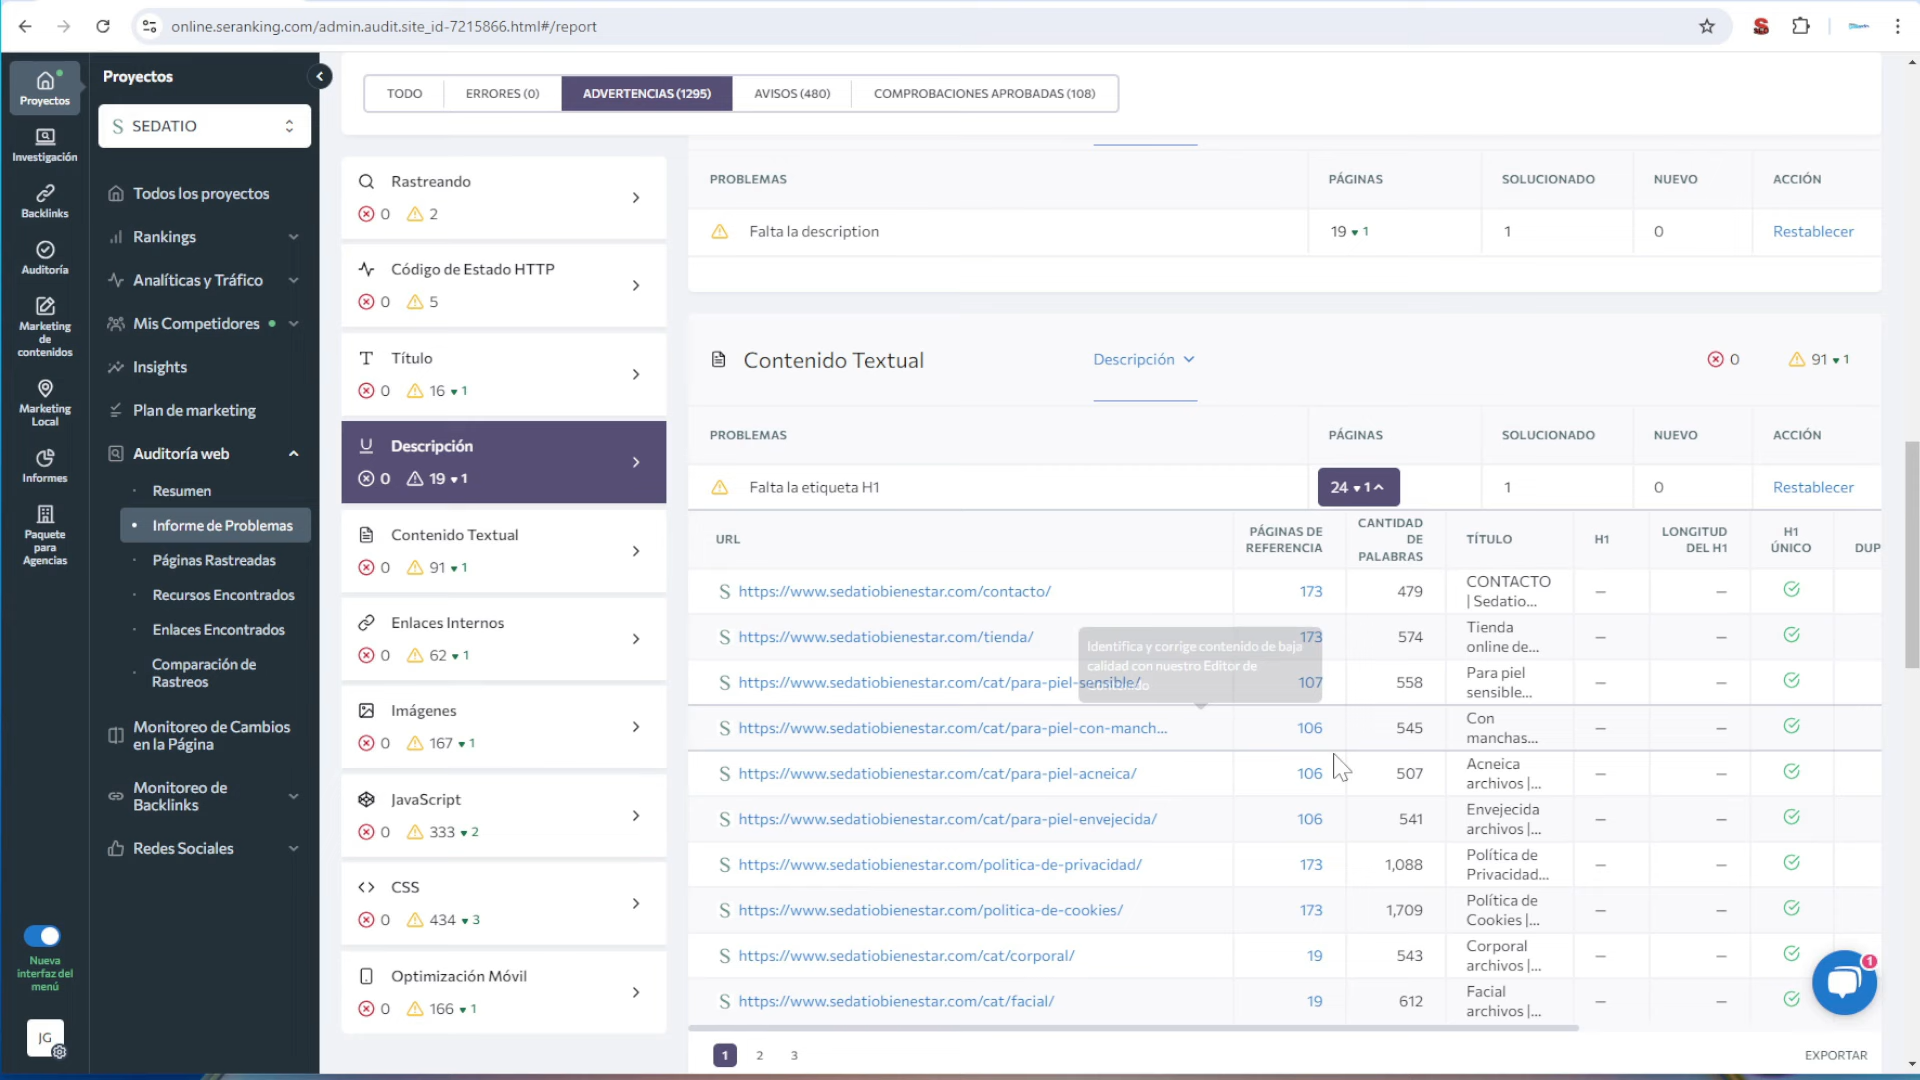 online.seranking.com/admin.audit.site_id-7215866.html#/report
Proyectos
Investigación
Backlinks
Auditoría
Marketing
de
contenidos
Marketing
Local
Informes
Paquete
para
Agencias
Nueva
interfaz del
menú
JG
Proyectos
S SEDATIO
Todos los proyectos
Rankings
Analíticas y Tráfico
Mis Competidores
Insights
Plan de marketing
Auditoría web
Resumen
Informe de Problemas
Páginas Rastreadas
Recursos Encontrados
Enlaces Encontrados
Comparación de
Rastreos
Monitoreo de Cambios
en la Página
Monitoreo de
Backlinks
Redes Sociales
TODO ERRORES (0) ADVERTENCIAS (1295) AVISOS (480) COMPROBACIONES APROBADAS (108)
Rastreando
0 2
Código de Estado HTTP
0 5
Título
0 16 ▾ 1
Descripción
0 19 ▾ 1
Contenido Textual
0 91 ▾ 1
Enlaces Internos
0 62 ▾ 1
Imágenes
0 167 ▾ 1
JavaScript
0 333 ▾ 2
CSS
0 434 ▾ 3
Optimización Móvil
0 166 ▾ 1
PROBLEMAS PÁGINAS SOLUCIONADO NUEVO ACCIÓN
Falta la description 19 ▾ 1 1 0 Restablecer
Contenido Textual Descripción 0 91 ▾ 1
PROBLEMAS PÁGINAS SOLUCIONADO NUEVO ACCIÓN
Falta la etiqueta H1 24 ▾ 1 1 0 Restablecer
URL PÁGINAS DE REFERENCIA CANTIDAD DE PALABRAS TÍTULO H1 LONGITUD DEL H1 H1 ÚNICO DUP
S https://www.sedatiobienestar.com/contacto/ 173 479 CONTACTO | Sedatio... — —
S https://www.sedatiobienestar.com/tienda/ 173 574 Tienda online de... — —
Identifica y corrige contenido de baja
calidad con nuestro Editor de
S https://www.sedatiobienestar.com/cat/para-piel-sensible/ 107 558 Para piel sensible... — —
S https://www.sedatiobienestar.com/cat/para-piel-con-manch... 106 545 Con manchas... — —
S https://www.sedatiobienestar.com/cat/para-piel-acneica/ 106 507 Acneica archivos |... — —
S https://www.sedatiobienestar.com/cat/para-piel-envejecida/ 106 541 Envejecida archivos |... — —
S https://www.sedatiobienestar.com/politica-de-privacidad/ 173 1,088 Política de Privacidad... — —
S https://www.sedatiobienestar.com/politica-de-cookies/ 173 1,709 Política de Cookies |... — —
S https://www.sedatiobienestar.com/cat/corporal/ 19 543 Corporal archivos |... — —
S https://www.sedatiobienestar.com/cat/facial/ 19 612 Facial archivos |... — —
1 2 3 EXPORTAR
1